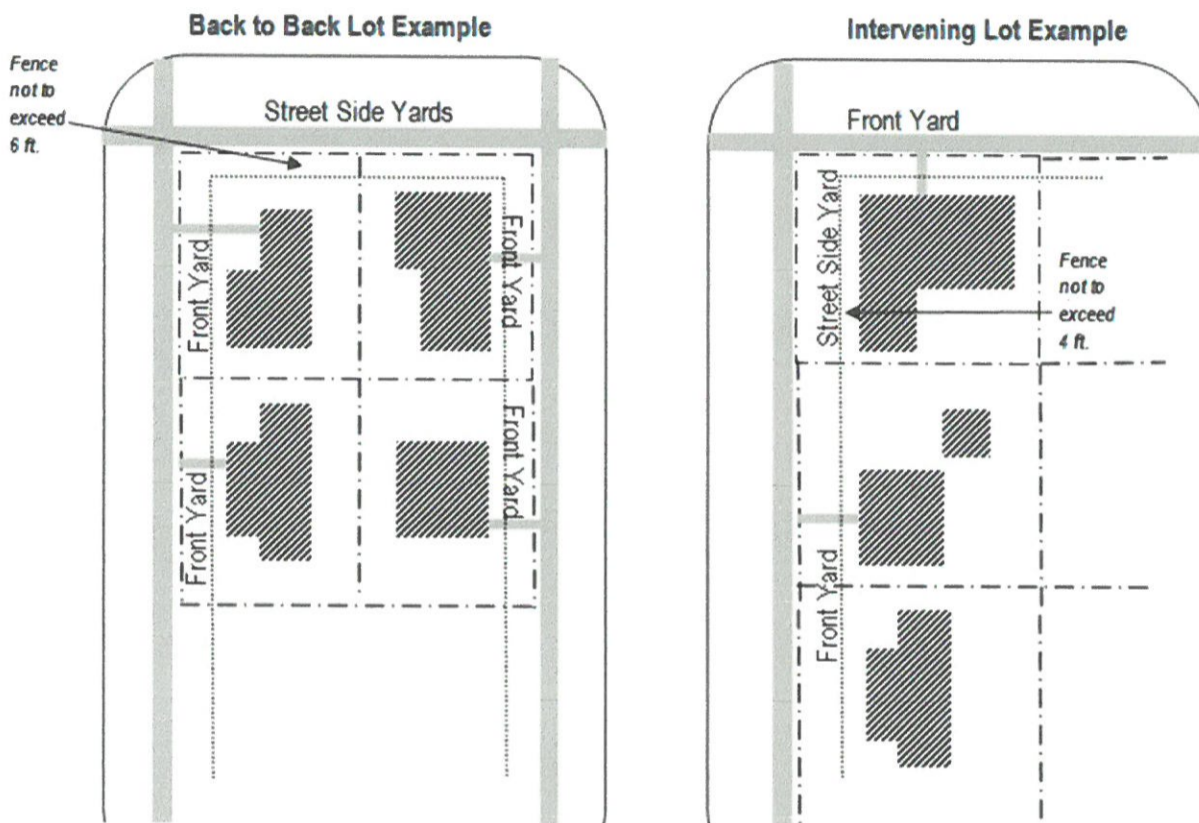 Back to Back Lot Example
Fence
not to
exceed
6 ft.
Street Side Yards
Front Yard
Front Yard
Front Yard
Front Yard
Intervening Lot Example
Front Yard
Street Side Yard
Fence
not to
exceed
4 ft.
Front Yard